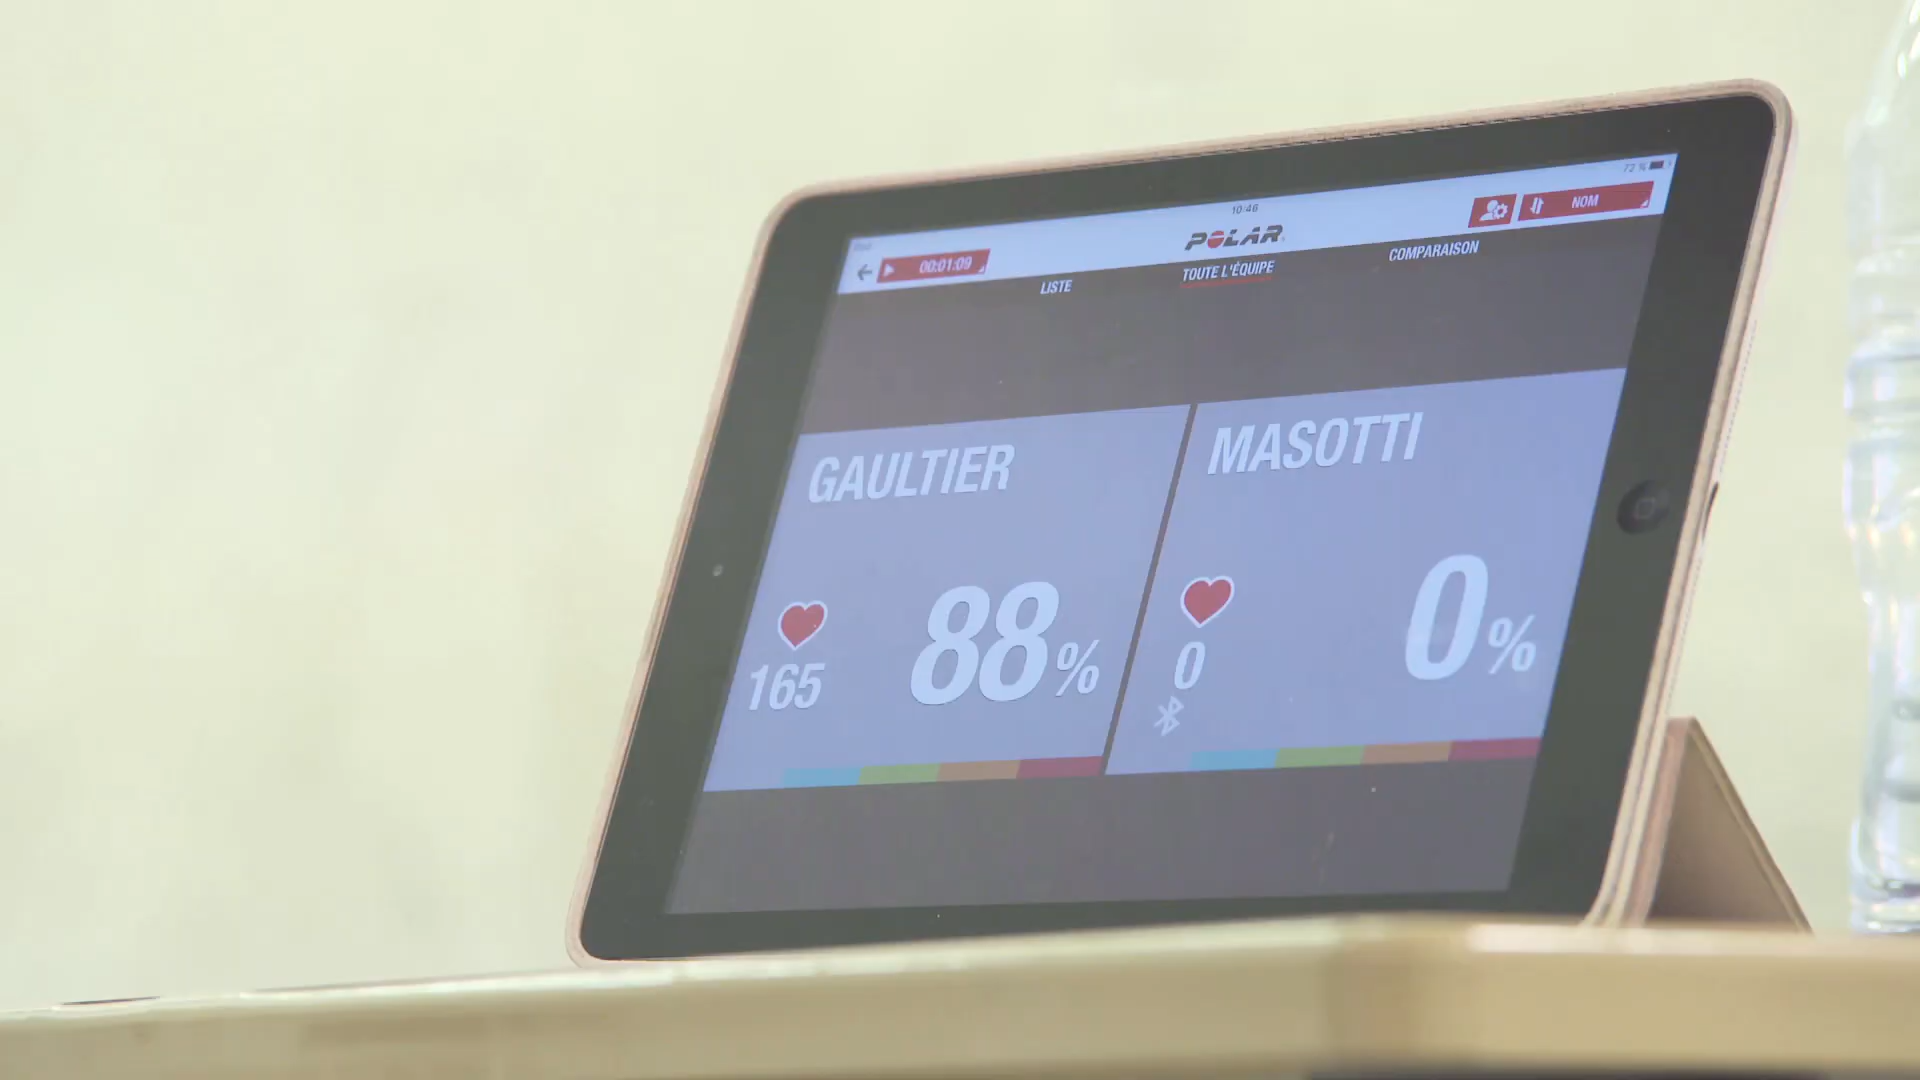 72 %
10:46
00:01:09
POLAR
NOM
LISTE
TOUTE L'ÉQUIPE
COMPARAISON
GAULTIER
165
88%
MASOTTI
0
0%